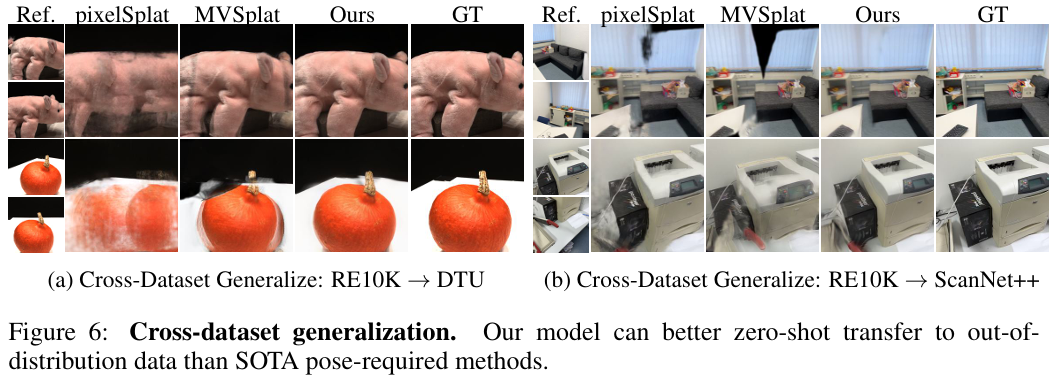 Ref. pixelSplat MVSplat Ours GT
Ref. pixelSplat MVSplat Ours GT
(a) Cross-Dataset Generalize: RE10K → DTU
(b) Cross-Dataset Generalize: RE10K → ScanNet++
Figure 6: Cross-dataset generalization. Our model can better zero-shot transfer to out-of-
distribution data than SOTA pose-required methods.